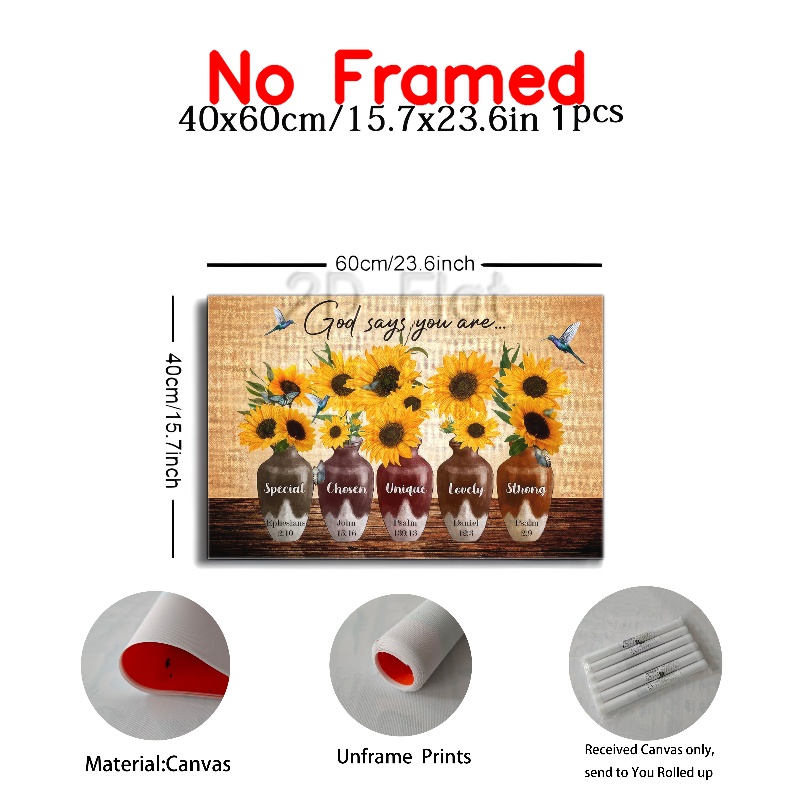 No Framed
40x60cm/15.7x23.6in 1pcs
60cm/23.6inch
2D Flat
40cm/15.7inch
God says you are...
Special Chosen Unique Lovely Strong
Ephesians John Psalm Daniel Psalm
2:10 15:16 139:13 12:3 2:9
Material:Canvas
Unframe Prints
Received Canvas only,
send to You Rolled up